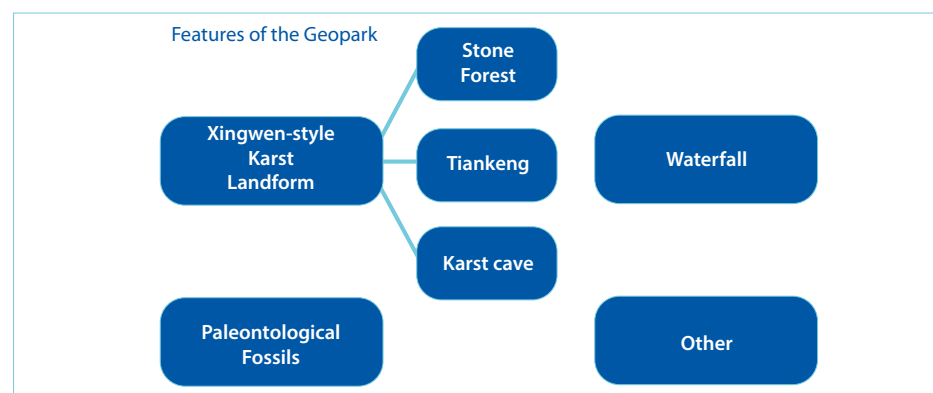 Features of the Geopark
Stone
Forest
Xingwen-style
Karst
Landform
Tiankeng
Waterfall
Karst cave
Paleontological
Fossils
Other